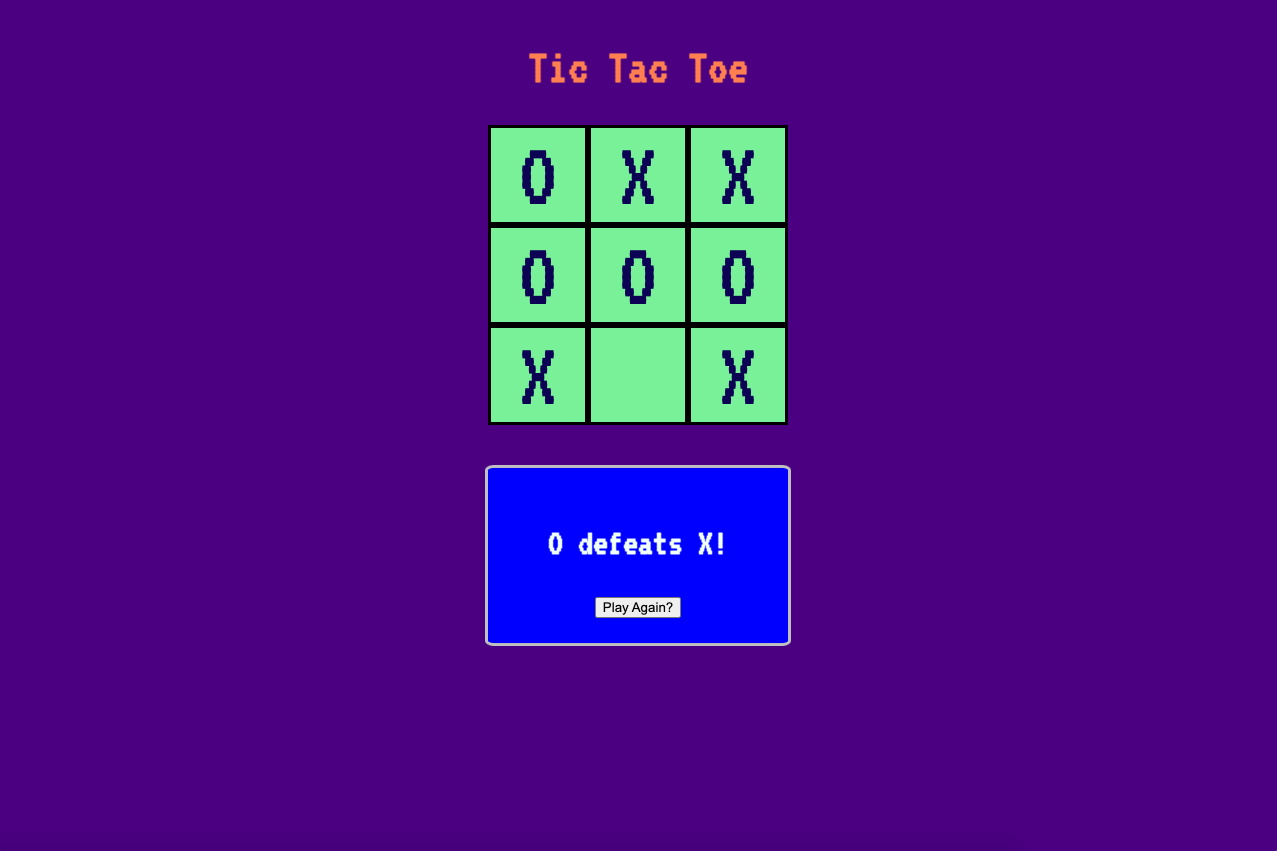 Tic Tac Toe
O X X
O O O
X X
O defeats X!
Play Again?